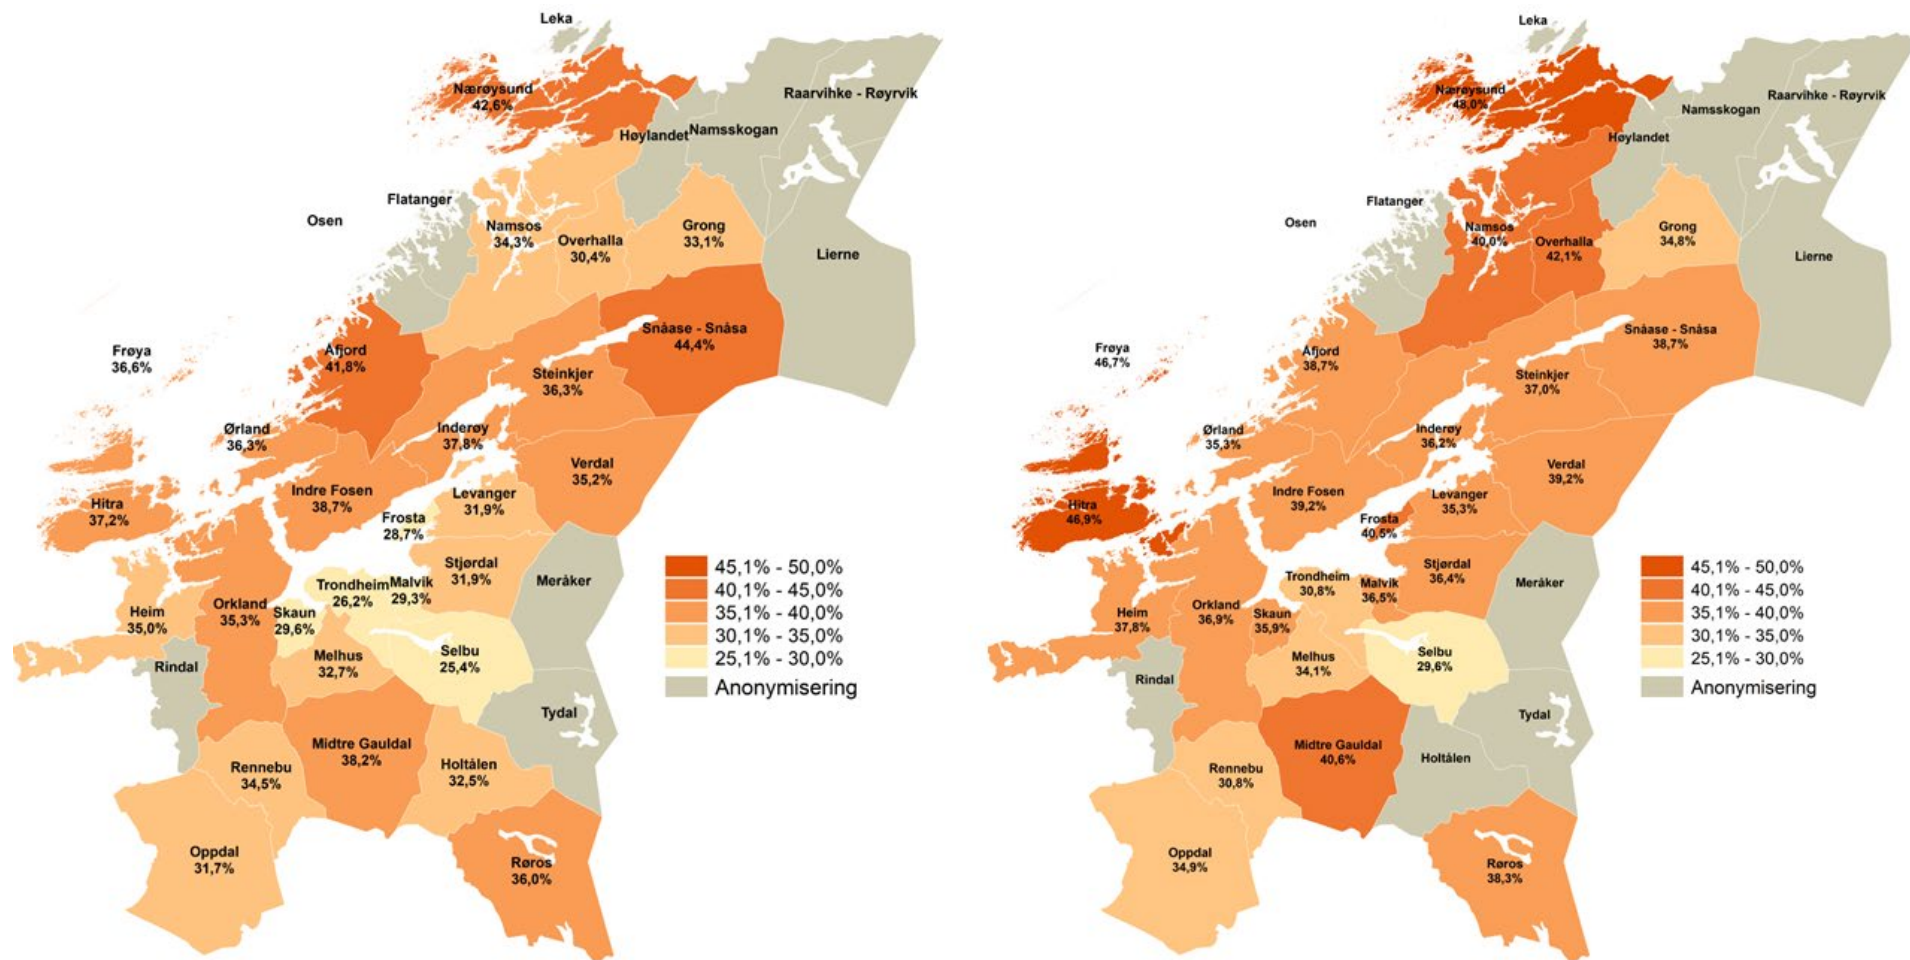 Leka
Nærøysund
42,6%
Raarvihke - Røyrvik
Høylandet
Namsskogan
Flatanger
Osen
Namsos
34,3%
Overhalla
30,4%
Grong
33,1%
Lierne
Snåase - Snåsa
44,4%
Frøya
36,6%
Åfjord
41,8%
Steinkjer
36,3%
Ørland
36,3%
Inderøy
37,8%
Verdal
35,2%
Hitra
37,2%
Indre Fosen
38,7%
Levanger
31,9%
Frosta
28,7%
Stjørdal
31,9%
Meråker
Trondheim
26,2%
Malvik
29,3%
Heim
35,0%
Orkland
35,3%
Skaun
29,6%
Melhus
32,7%
Selbu
25,4%
Rindal
Tydal
Midtre Gauldal
38,2%
Rennebu
34,5%
Holtålen
32,5%
Oppdal
31,7%
Røros
36,0%
45,1% - 50,0%
40,1% - 45,0%
35,1% - 40,0%
30,1% - 35,0%
25,1% - 30,0%
Anonymisering
Leka
Nærøysund
48,0%
Raarvihke - Røyrvik
Namsskogan
Høylandet
Flatanger
Osen
Namsos
40,0%
Overhalla
42,1%
Grong
34,8%
Lierne
Snåase - Snåsa
38,7%
Frøya
46,7%
Åfjord
38,7%
Steinkjer
37,0%
Ørland
35,3%
Inderøy
36,2%
Verdal
39,2%
Hitra
46,9%
Indre Fosen
39,2%
Levanger
35,3%
Frosta
40,5%
Stjørdal
36,4%
Meråker
Trondheim
30,8%
Malvik
36,5%
Heim
37,8%
Orkland
36,9%
Skaun
35,9%
Melhus
34,1%
Selbu
29,6%
Rindal
Tydal
Midtre Gauldal
40,6%
Rennebu
30,8%
Holtålen
Oppdal
34,9%
Røros
38,3%
45,1% - 50,0%
40,1% - 45,0%
35,1% - 40,0%
30,1% - 35,0%
25,1% - 30,0%
Anonymisering